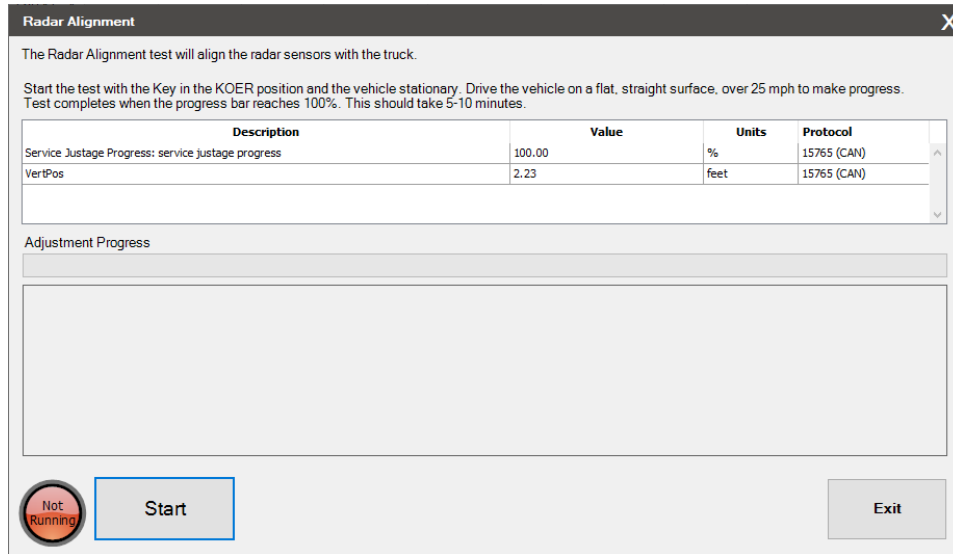 Radar Alignment X
The Radar Alignment test will align the radar sensors with the truck.
Start the test with the Key in the KOER position and the vehicle stationary. Drive the vehicle on a flat, straight surface, over 25 mph to make progress.
Test completes when the progress bar reaches 100%. This should take 5-10 minutes.
Description Value Units Protocol
Service Justage Progress: service justage progress 100.00 % 15765 (CAN)
VertPos 2.23 feet 15765 (CAN)
Adjustment Progress
Not
Running
Start
Exit